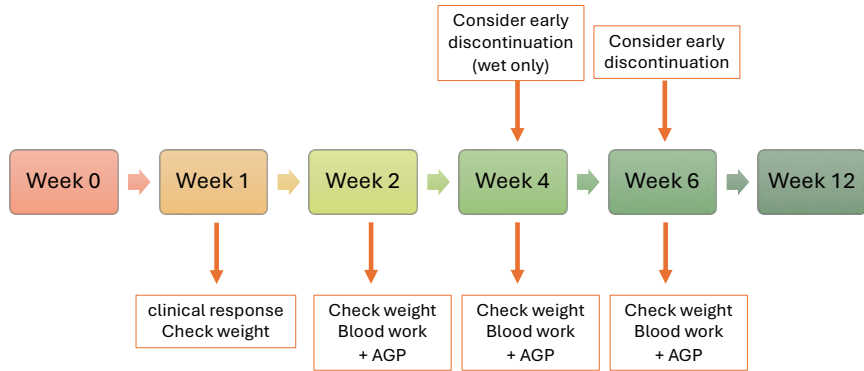 Consider early
discontinuation
(wet only)
Consider early
discontinuation
Week 0
Week 1
Week 2
Week 4
Week 6
Week 12
clinical response
Check weight
Check weight
Blood work
+ AGP
Check weight
Blood work
+ AGP
Check weight
Blood work
+ AGP